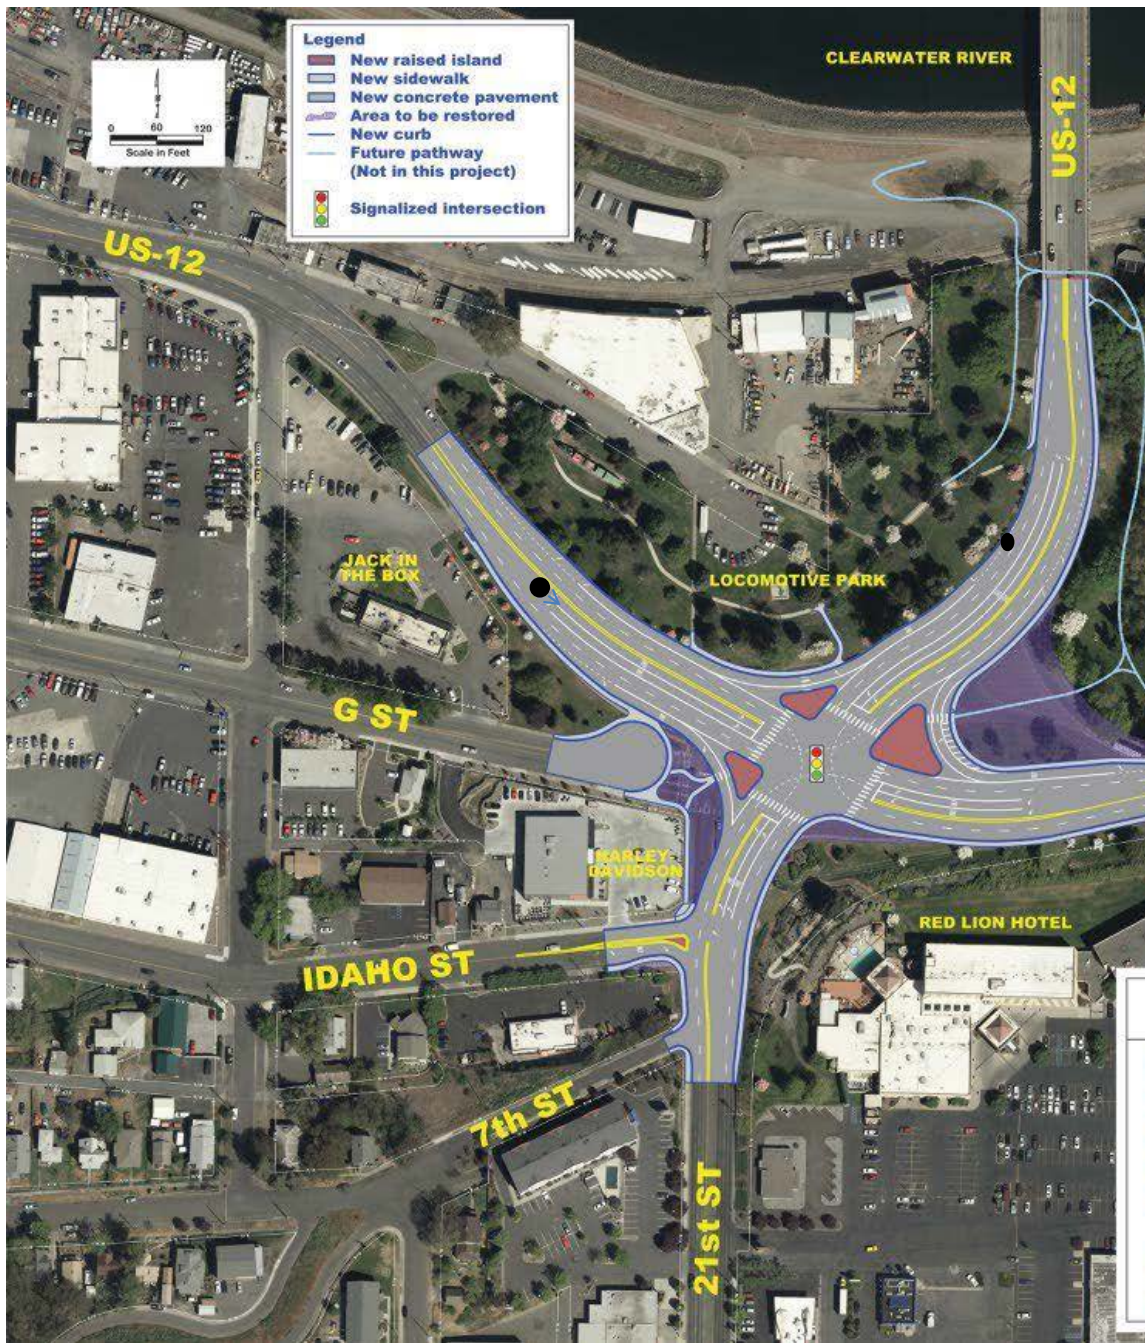 Legend
New raised island
New sidewalk
New concrete pavement
Area to be restored
New curb
Future pathway
(Not in this project)
Signalized intersection
N
0 60 120
Scale in Feet
CLEARWATER RIVER
US-12
US-12
JACK IN
THE BOX
LOCOMOTIVE PARK
G ST
HARLEY-
DAVIDSON
RED LION HOTEL
IDAHO ST
7th ST
21st ST